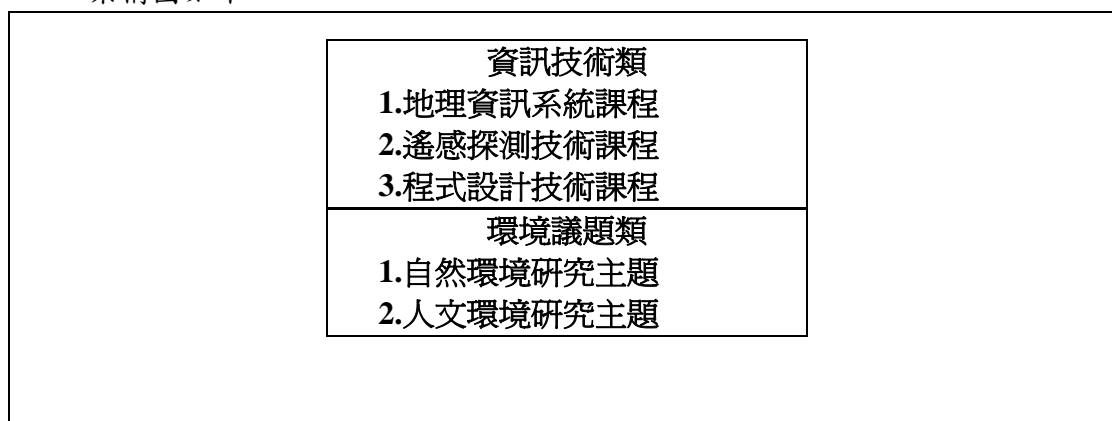 資訊技術類
1.地理資訊系統課程
2.遙感探測技術課程
3.程式設計技術課程
環境議題類
1.自然環境研究主題
2.人文環境研究主題